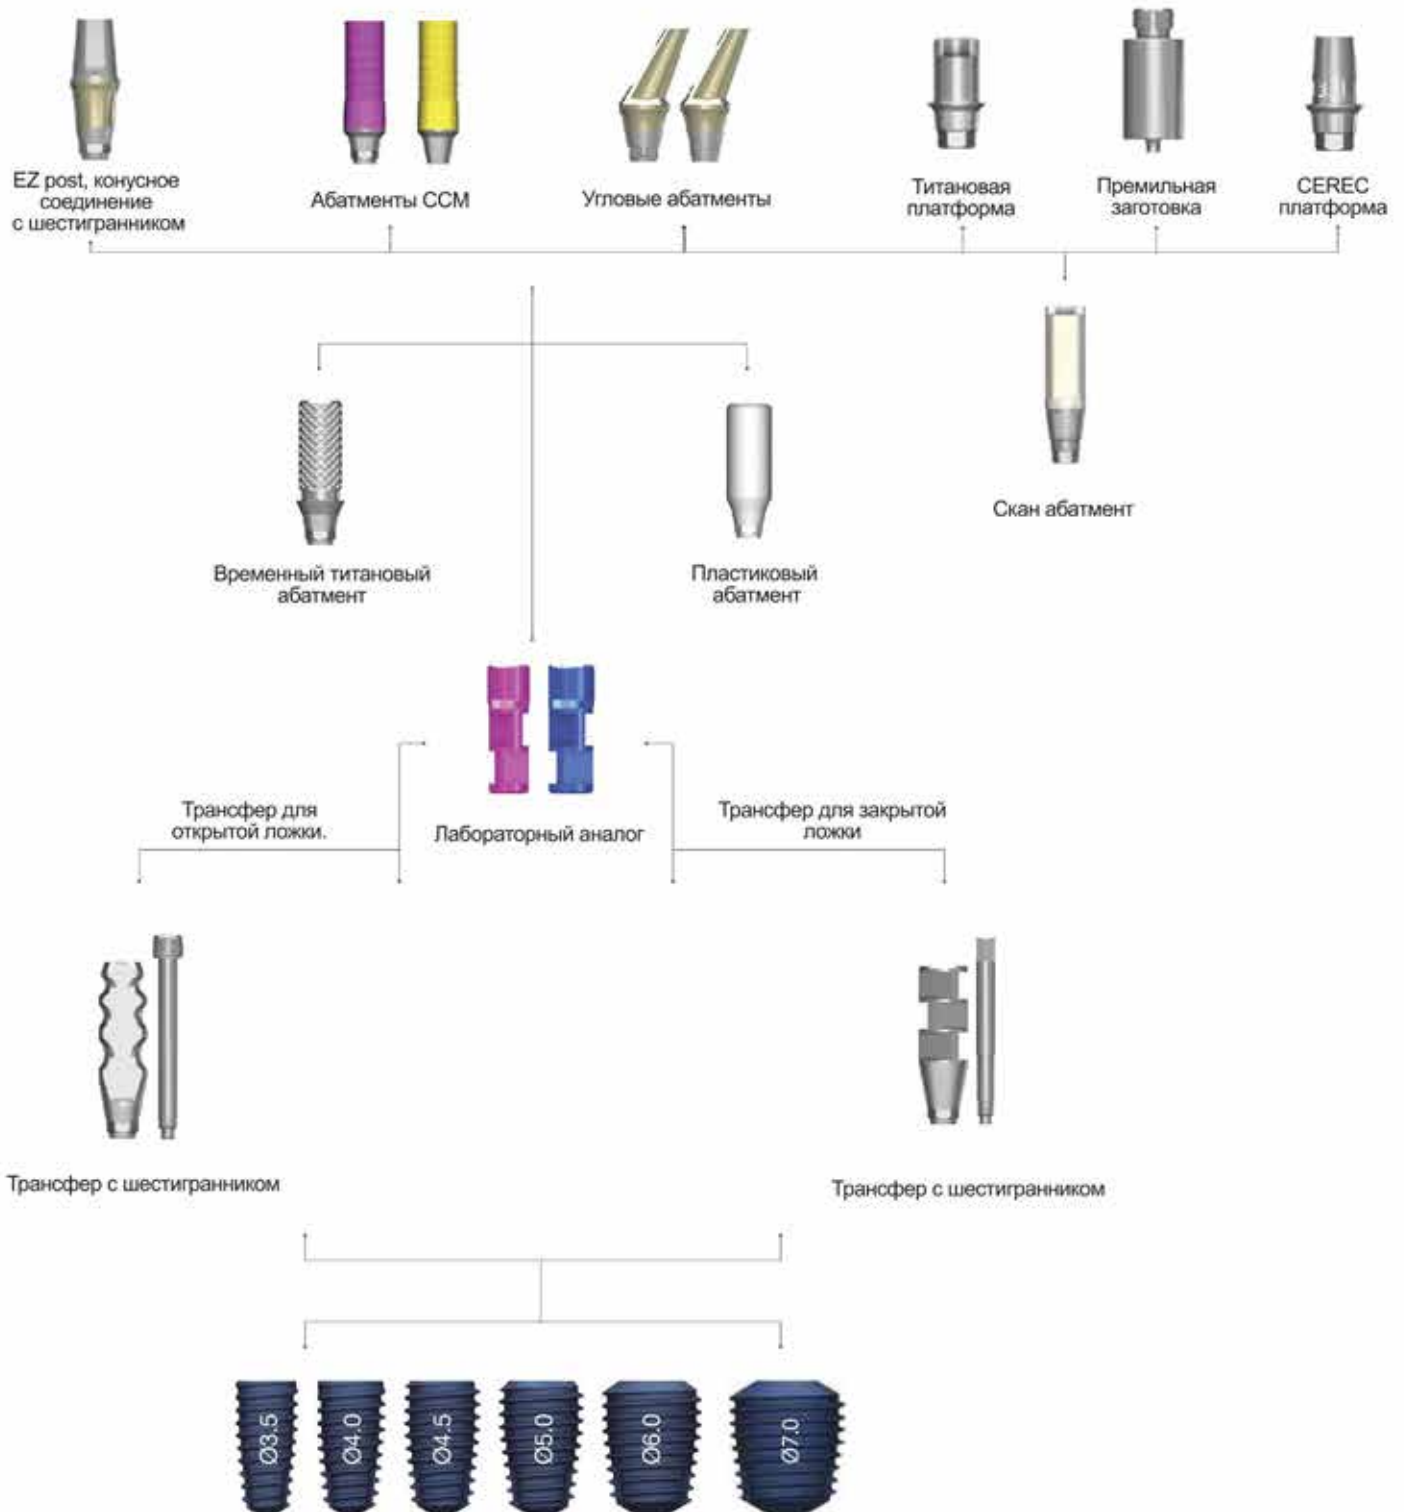 EZ post, конусное
соединение
с шестигранником
Абатменты ССМ
Угловые абатменты
Титановая
платформа
Премильная
заготовка
CEREC
платформа
Скан абатмент
Временный титановый
абатмент
Пластиковый
абатмент
Трансфер для
открытой ложки.
Лабораторный аналог
Трансфер для закрытой
ложки
Трансфер с шестигранником
Трансфер с шестигранником
Ø3.5
Ø4.0
Ø4.5
Ø5.0
Ø6.0
Ø7.0